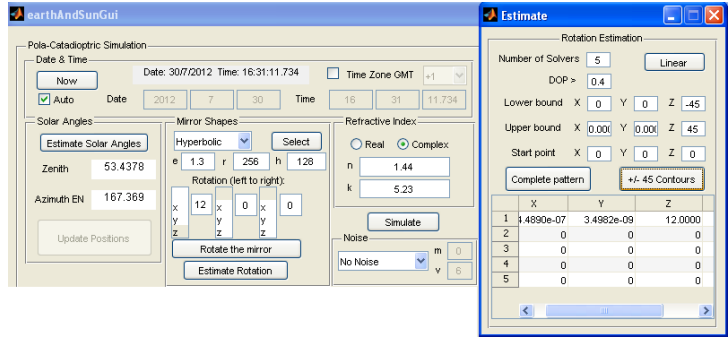 earthAndSunGui
Pola-Catadioptric Simulation
Date & Time
Now
Date: 30/7/2012 Time: 16:31:11.734
Time Zone GMT
+1
Auto
Date
2012
7
30
Time
16
31
11.734
Solar Angles
Estimate Solar Angles
Zenith
53.4378
Azimuth EN
167.369
Update Positions
Mirror Shapes
Hyperbolic
Select
e
1.3
r
256
h
128
Rotation (left to right):
x
y
z
12
x
y
z
0
x
y
z
0
Rotate the mirror
Estimate Rotation
Refractive Index
Real
Complex
n
1.44
k
5.23
Simulate
Noise
No Noise
m
0
v
6
Estimate
Rotation Estimation
Number of Solvers
5
Linear
DOP >
0.4
Lower bound X 0 Y 0 Z -45
Upper bound X 0.00( Y 0.00( Z 45
Start point X 0 Y 0 Z 0
Complete pattern
+/- 45 Contours
X Y Z
1 4.4890e-07 3.4982e-09 12.0000
2 0 0 0
3 0 0 0
4 0 0 0
5 0 0 0